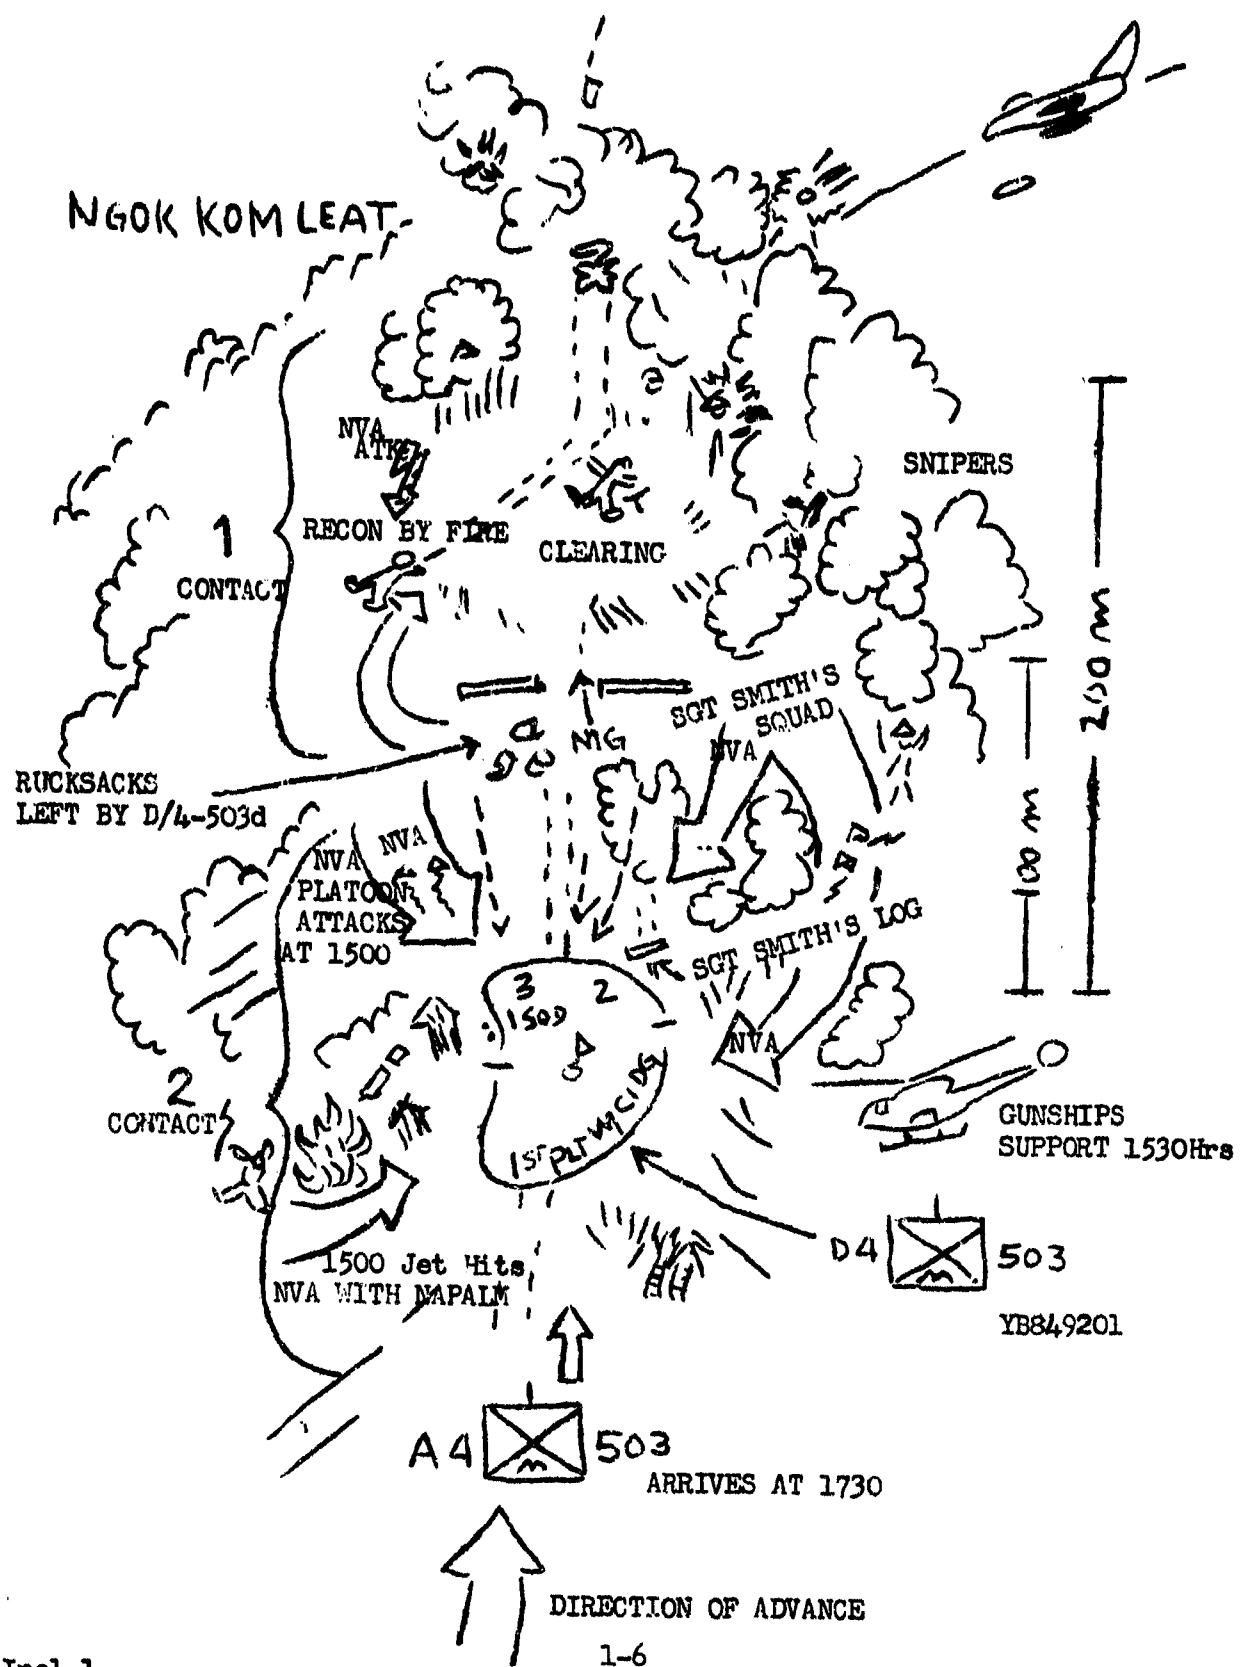 NGOK KOM LEAT
NVA
ATK
SNIPERS
RECON BY FIRE
CLEARING
1
CONTACT
200 m
SGT SMITH'S
SQUAD
MG
NVA
RUCKSACKS
LEFT BY D/4-503d
100 m
NVA
NVA
PLATOON
ATTACKS
AT 1500
SGT SMITH'S LOG
3
2
1500
NVA
2
CONTACT
1ST PLT W/CIDG
GUNSHIPS
SUPPORT 1530Hrs
D4
503
1500 Jet Hits
NVA WITH NAPALM
YB849201
A4
503
ARRIVES AT 1730
DIRECTION OF ADVANCE
1-6